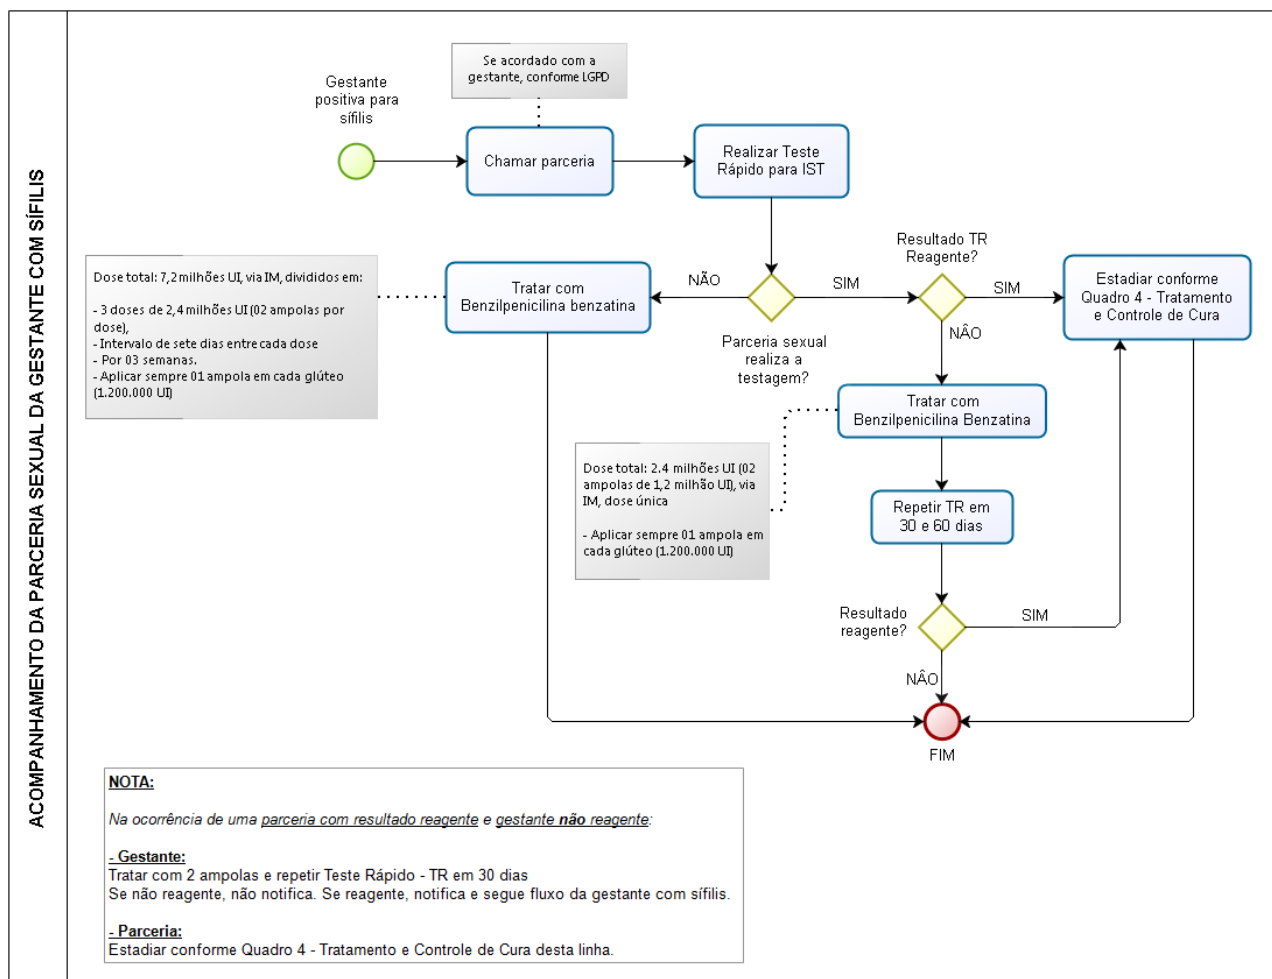 ACOMPANHAMENTO DA PARCERIA SEXUAL DA GESTANTE COM SÍFILIS
Gestante
positiva para
sífilis
Se acordado com a
gestante, conforme LGPD
Chamar parceria
Realizar Teste
Rápido para IST
Dose total: 7,2 milhões UI, via IM, divididos em:
- 3 doses de 2,4 milhões UI (02 ampolas por
dose),
- Intervalo de sete dias entre cada dose
- Por 03 semanas.
- Aplicar sempre 01 ampola em cada glúteo
(1.200.000 UI)
Tratar com
Benzilpenicilina benzatina
NÃO
SIM
Parceria sexual
realiza a
testagem?
Resultado TR
Reagente?
SIM
NÂO
Estadiar conforme
Quadro 4 - Tratamento
e Controle de Cura
Tratar com
Benzilpenicilina Benzatina
Dose total: 2.4 milhões UI (02
ampolas de 1,2 milhão UI), via
IM, dose única
- Aplicar sempre 01 ampola em
cada glúteo (1.200.000 UI)
Repetir TR em
30 e 60 dias
Resultado
reagente?
SIM
NÂO
FIM
NOTA:
Na ocorrência de uma parceria com resultado reagente e gestante não reagente:
- Gestante:
Tratar com 2 ampolas e repetir Teste Rápido - TR em 30 dias
Se não reagente, não notifica. Se reagente, notifica e segue fluxo da gestante com sífilis.
- Parceria:
Estadiar conforme Quadro 4 - Tratamento e Controle de Cura desta linha.